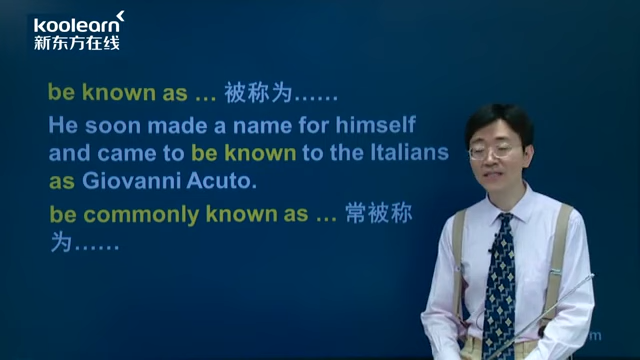 koolearn
新东方在线
be known as … 被称为……
He soon made a name for himself
and came to be known to the Italians
as Giovanni Acuto.
be commonly known as … 常被称
为……